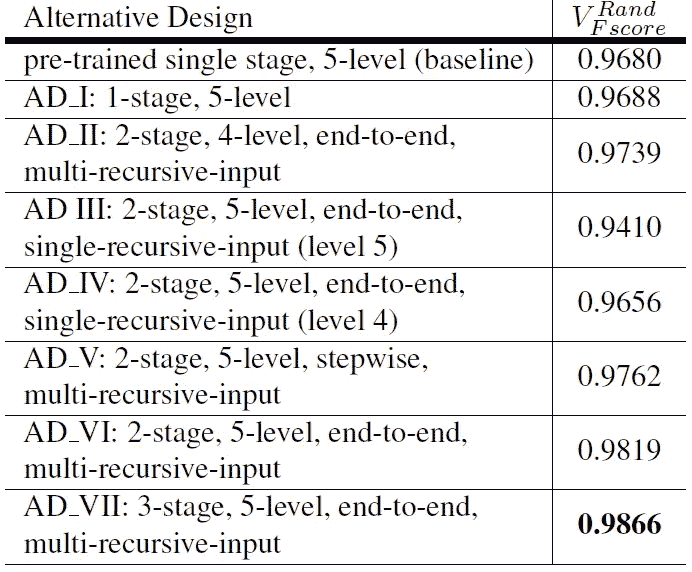 Alternative Design V^{Rand}_{Fscore}
pre-trained single stage, 5-level (baseline) 0.9680
AD_I: 1-stage, 5-level 0.9688
AD_II: 2-stage, 4-level, end-to-end,
multi-recursive-input 0.9739
AD III: 2-stage, 5-level, end-to-end,
single-recursive-input (level 5) 0.9410
AD_IV: 2-stage, 5-level, end-to-end,
single-recursive-input (level 4) 0.9656
AD_V: 2-stage, 5-level, stepwise,
multi-recursive-input 0.9762
AD_VI: 2-stage, 5-level, end-to-end,
multi-recursive-input 0.9819
AD_VII: 3-stage, 5-level, end-to-end,
multi-recursive-input 0.9866